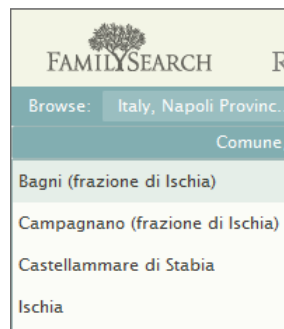 FAMILYSEARCH R
Browse: Italy, Napoli Provinc..
Comune
Bagni (frazione di Ischia)
Campagnano (frazione di Ischia)
Castellammare di Stabia
Ischia